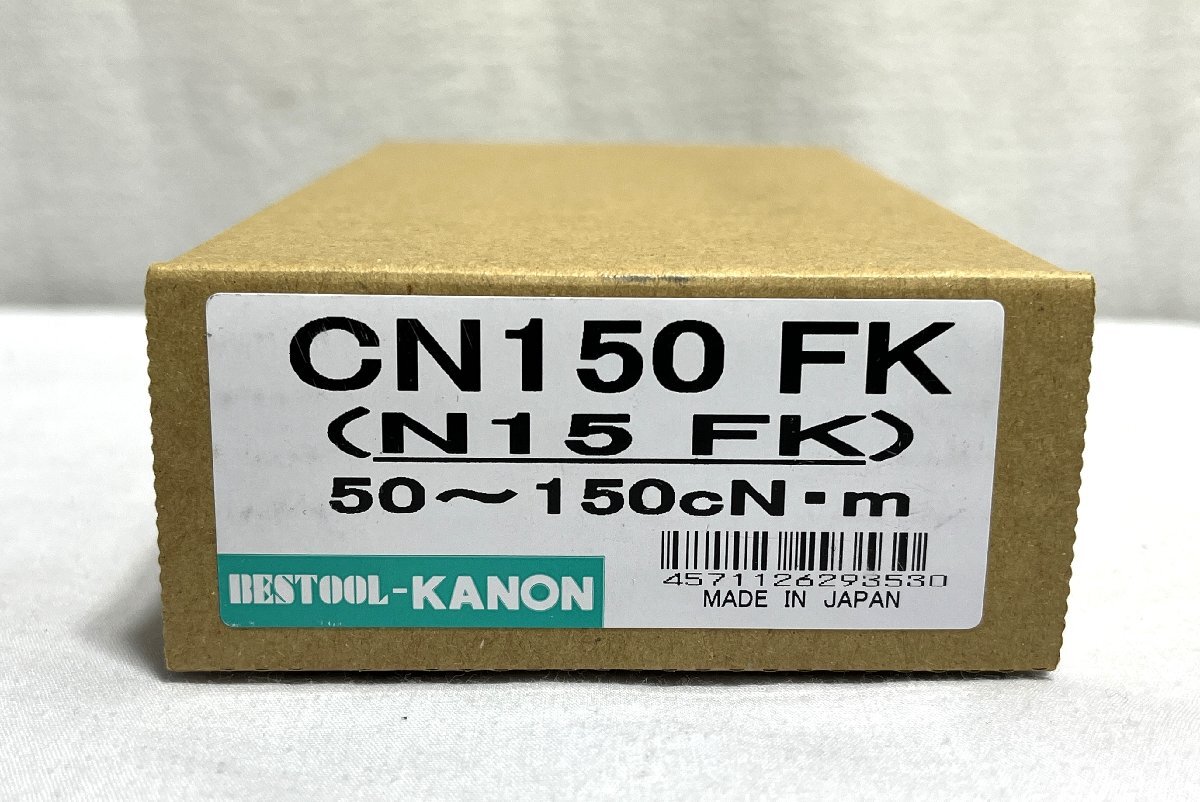 CN150 FK
(N15 FK)
50～150cN・m
4571126293530
BESTOOL-KANON
MADE IN JAPAN